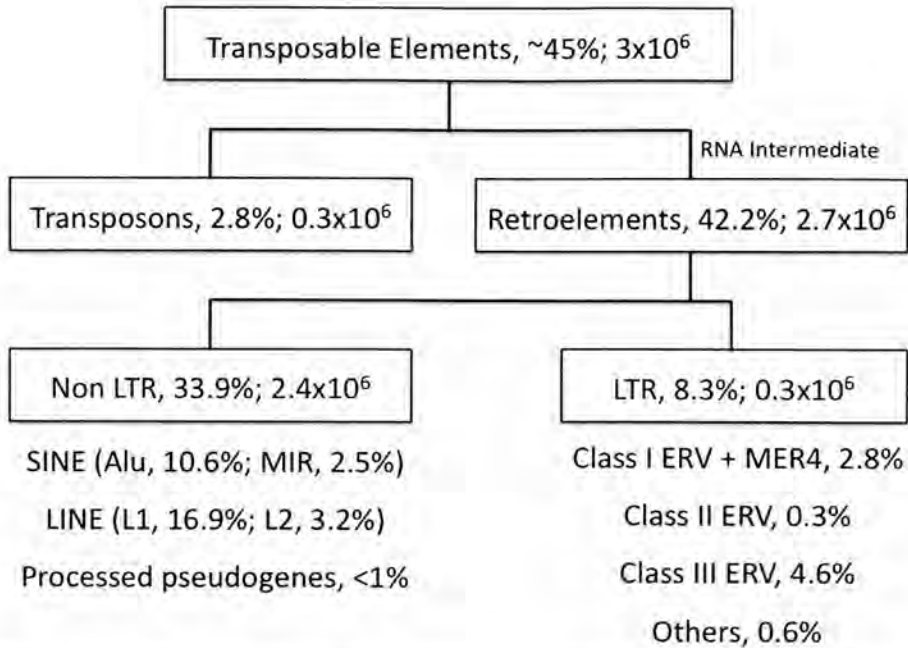 Transposable Elements, ~45%; 3x10⁶
RNA Intermediate
Transposons, 2.8%; 0.3x10⁶
Retroelements, 42.2%; 2.7x10⁶
Non LTR, 33.9%; 2.4x10⁶
LTR, 8.3%; 0.3x10⁶
SINE (Alu, 10.6%; MIR, 2.5%)
LINE (L1, 16.9%; L2, 3.2%)
Processed pseudogenes, <1%
Class I ERV + MER4, 2.8%
Class II ERV, 0.3%
Class III ERV, 4.6%
Others, 0.6%